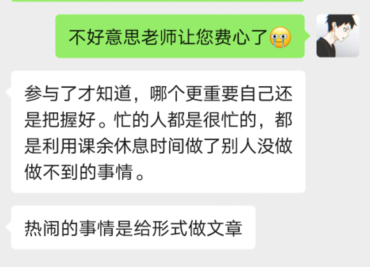 不好意思老师让您费心了😭
参与了才知道，哪个更重要自己还
是把握好。忙的人都是很忙的，都
是利用课余休息时间做了别人没做
做不到的事情。
热闹的事情是给形式做文章